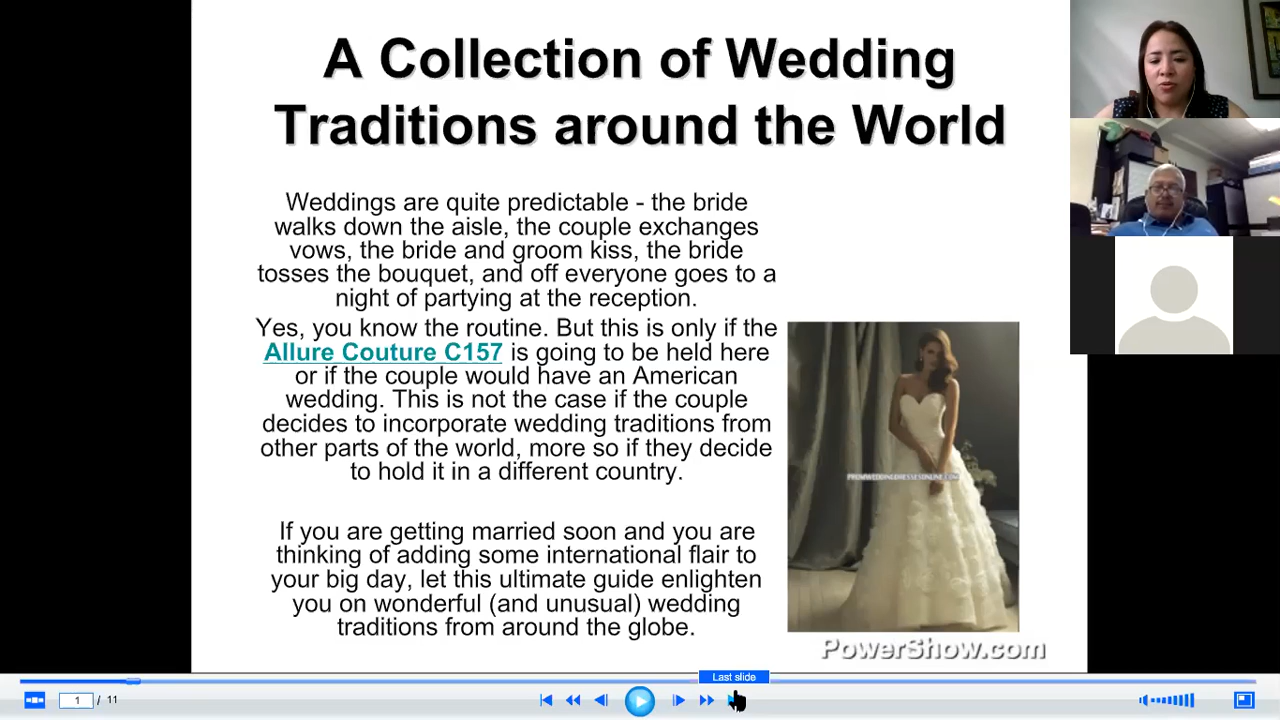 A Collection of Wedding
Traditions around the World
Weddings are quite predictable - the bride
walks down the aisle, the couple exchanges
vows, the bride and groom kiss, the bride
tosses the bouquet, and off everyone goes to a
night of partying at the reception.
Yes, you know the routine. But this is only if the
Allure Couture C157 is going to be held here
or if the couple would have an American
wedding. This is not the case if the couple
decides to incorporate wedding traditions from
other parts of the world, more so if they decide
to hold it in a different country.
If you are getting married soon and you are
thinking of adding some international flair to
your big day, let this ultimate guide enlighten
you on wonderful (and unusual) wedding
traditions from around the globe.
PROMWEDDINGDRESSESONLINE.COM
PowerShow.com
Last slide
1 / 11